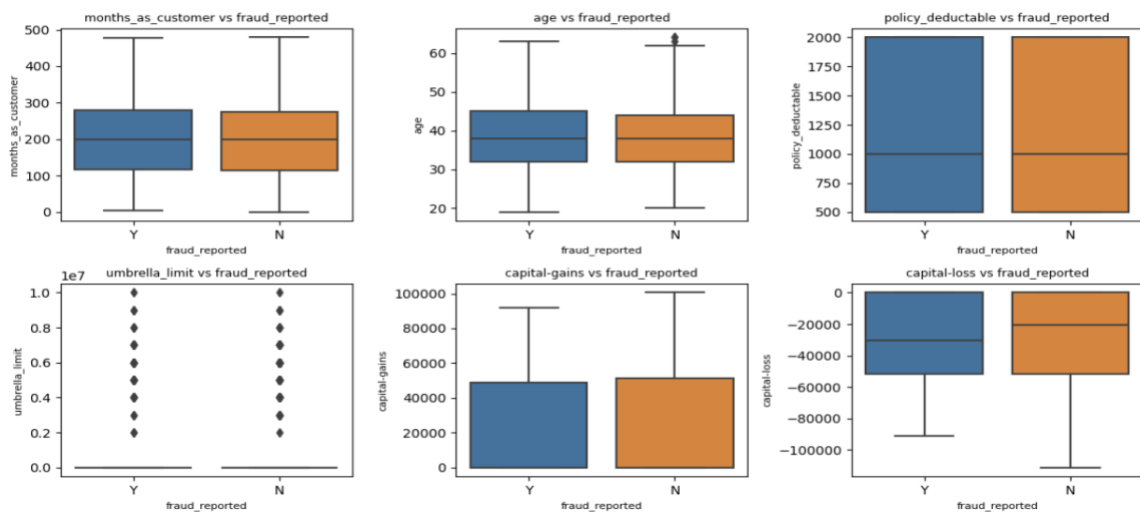 months_as_customer vs fraud_reported
age vs fraud_reported
policy_deductable vs fraud_reported
months_as_customer
500
400
300
200
100
0
Y
N
fraud_reported
age
60
50
40
30
20
Y
N
fraud_reported
policy_deductable
2000
1750
1500
1250
1000
750
500
Y
N
fraud_reported
umbrella_limit vs fraud_reported
capital-gains vs fraud_reported
capital-loss vs fraud_reported
1e7
umbrella_limit
1.0
0.8
0.6
0.4
0.2
0.0
Y
N
fraud_reported
capital-gains
100000
80000
60000
40000
20000
0
Y
N
fraud_reported
capital-loss
0
−20000
−40000
−60000
−80000
−100000
Y
N
fraud_reported